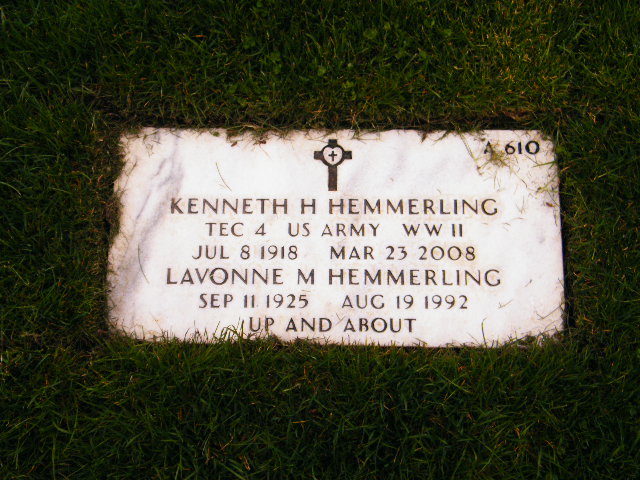 A 610
KENNETH H HEMMERLING
TEC 4 US ARMY WW II
JUL 8 1918 MAR 23 2008
LAVONNE M HEMMERLING
SEP 11 1925 AUG 19 1992
UP AND ABOUT